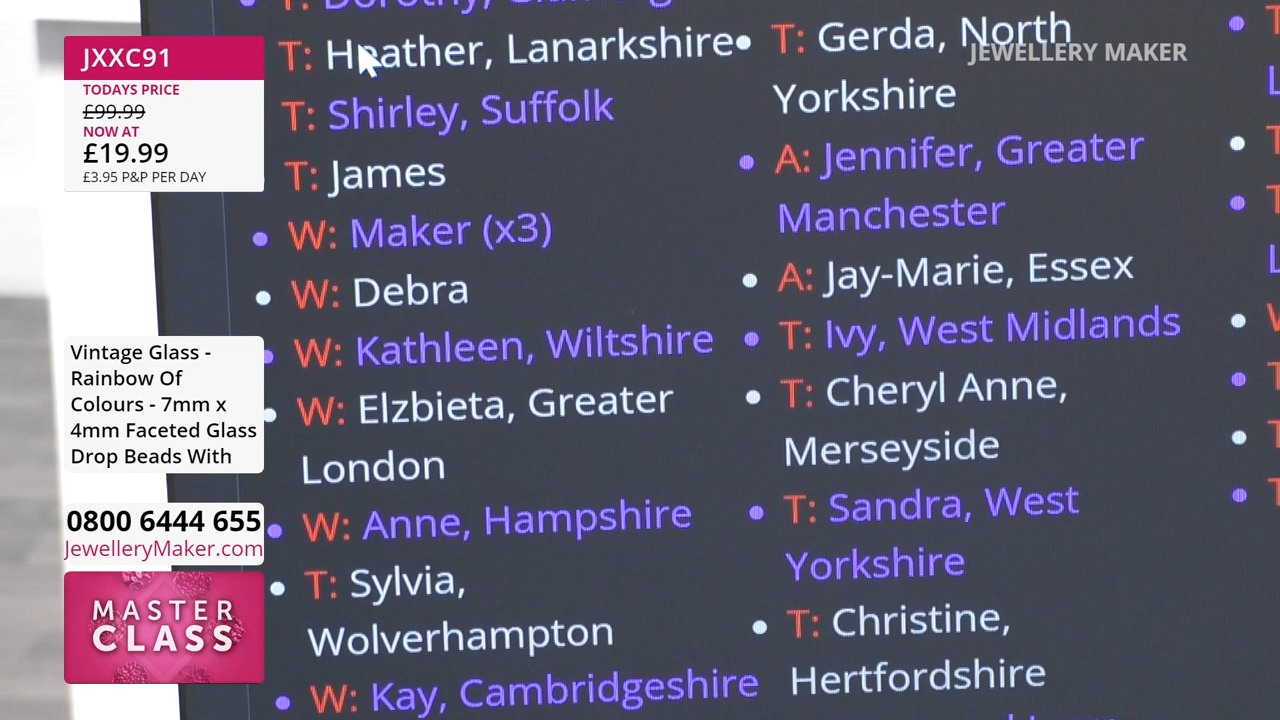 JXXC91
TODAYS PRICE
£99.99
NOW AT
£19.99
£3.95 P&P PER DAY
Vintage Glass -
Rainbow Of
Colours - 7mm x
4mm Faceted Glass
Drop Beads With
0800 6444 655
JewelleryMaker.com
MASTER
CLASS
JEWELLERY MAKER
T: Dorothy,
T: Heather, Lanarkshire
T: Shirley, Suffolk
T: James
W: Maker (x3)
W: Debra
W: Kathleen, Wiltshire
W: Elzbieta, Greater
London
W: Anne, Hampshire
T: Sylvia,
Wolverhampton
W: Kay, Cambridgeshire
T: Gerda, North
Yorkshire
A: Jennifer, Greater
Manchester
A: Jay-Marie, Essex
T: Ivy, West Midlands
T: Cheryl Anne,
Merseyside
T: Sandra, West
Yorkshire
T: Christine,
Hertfordshire